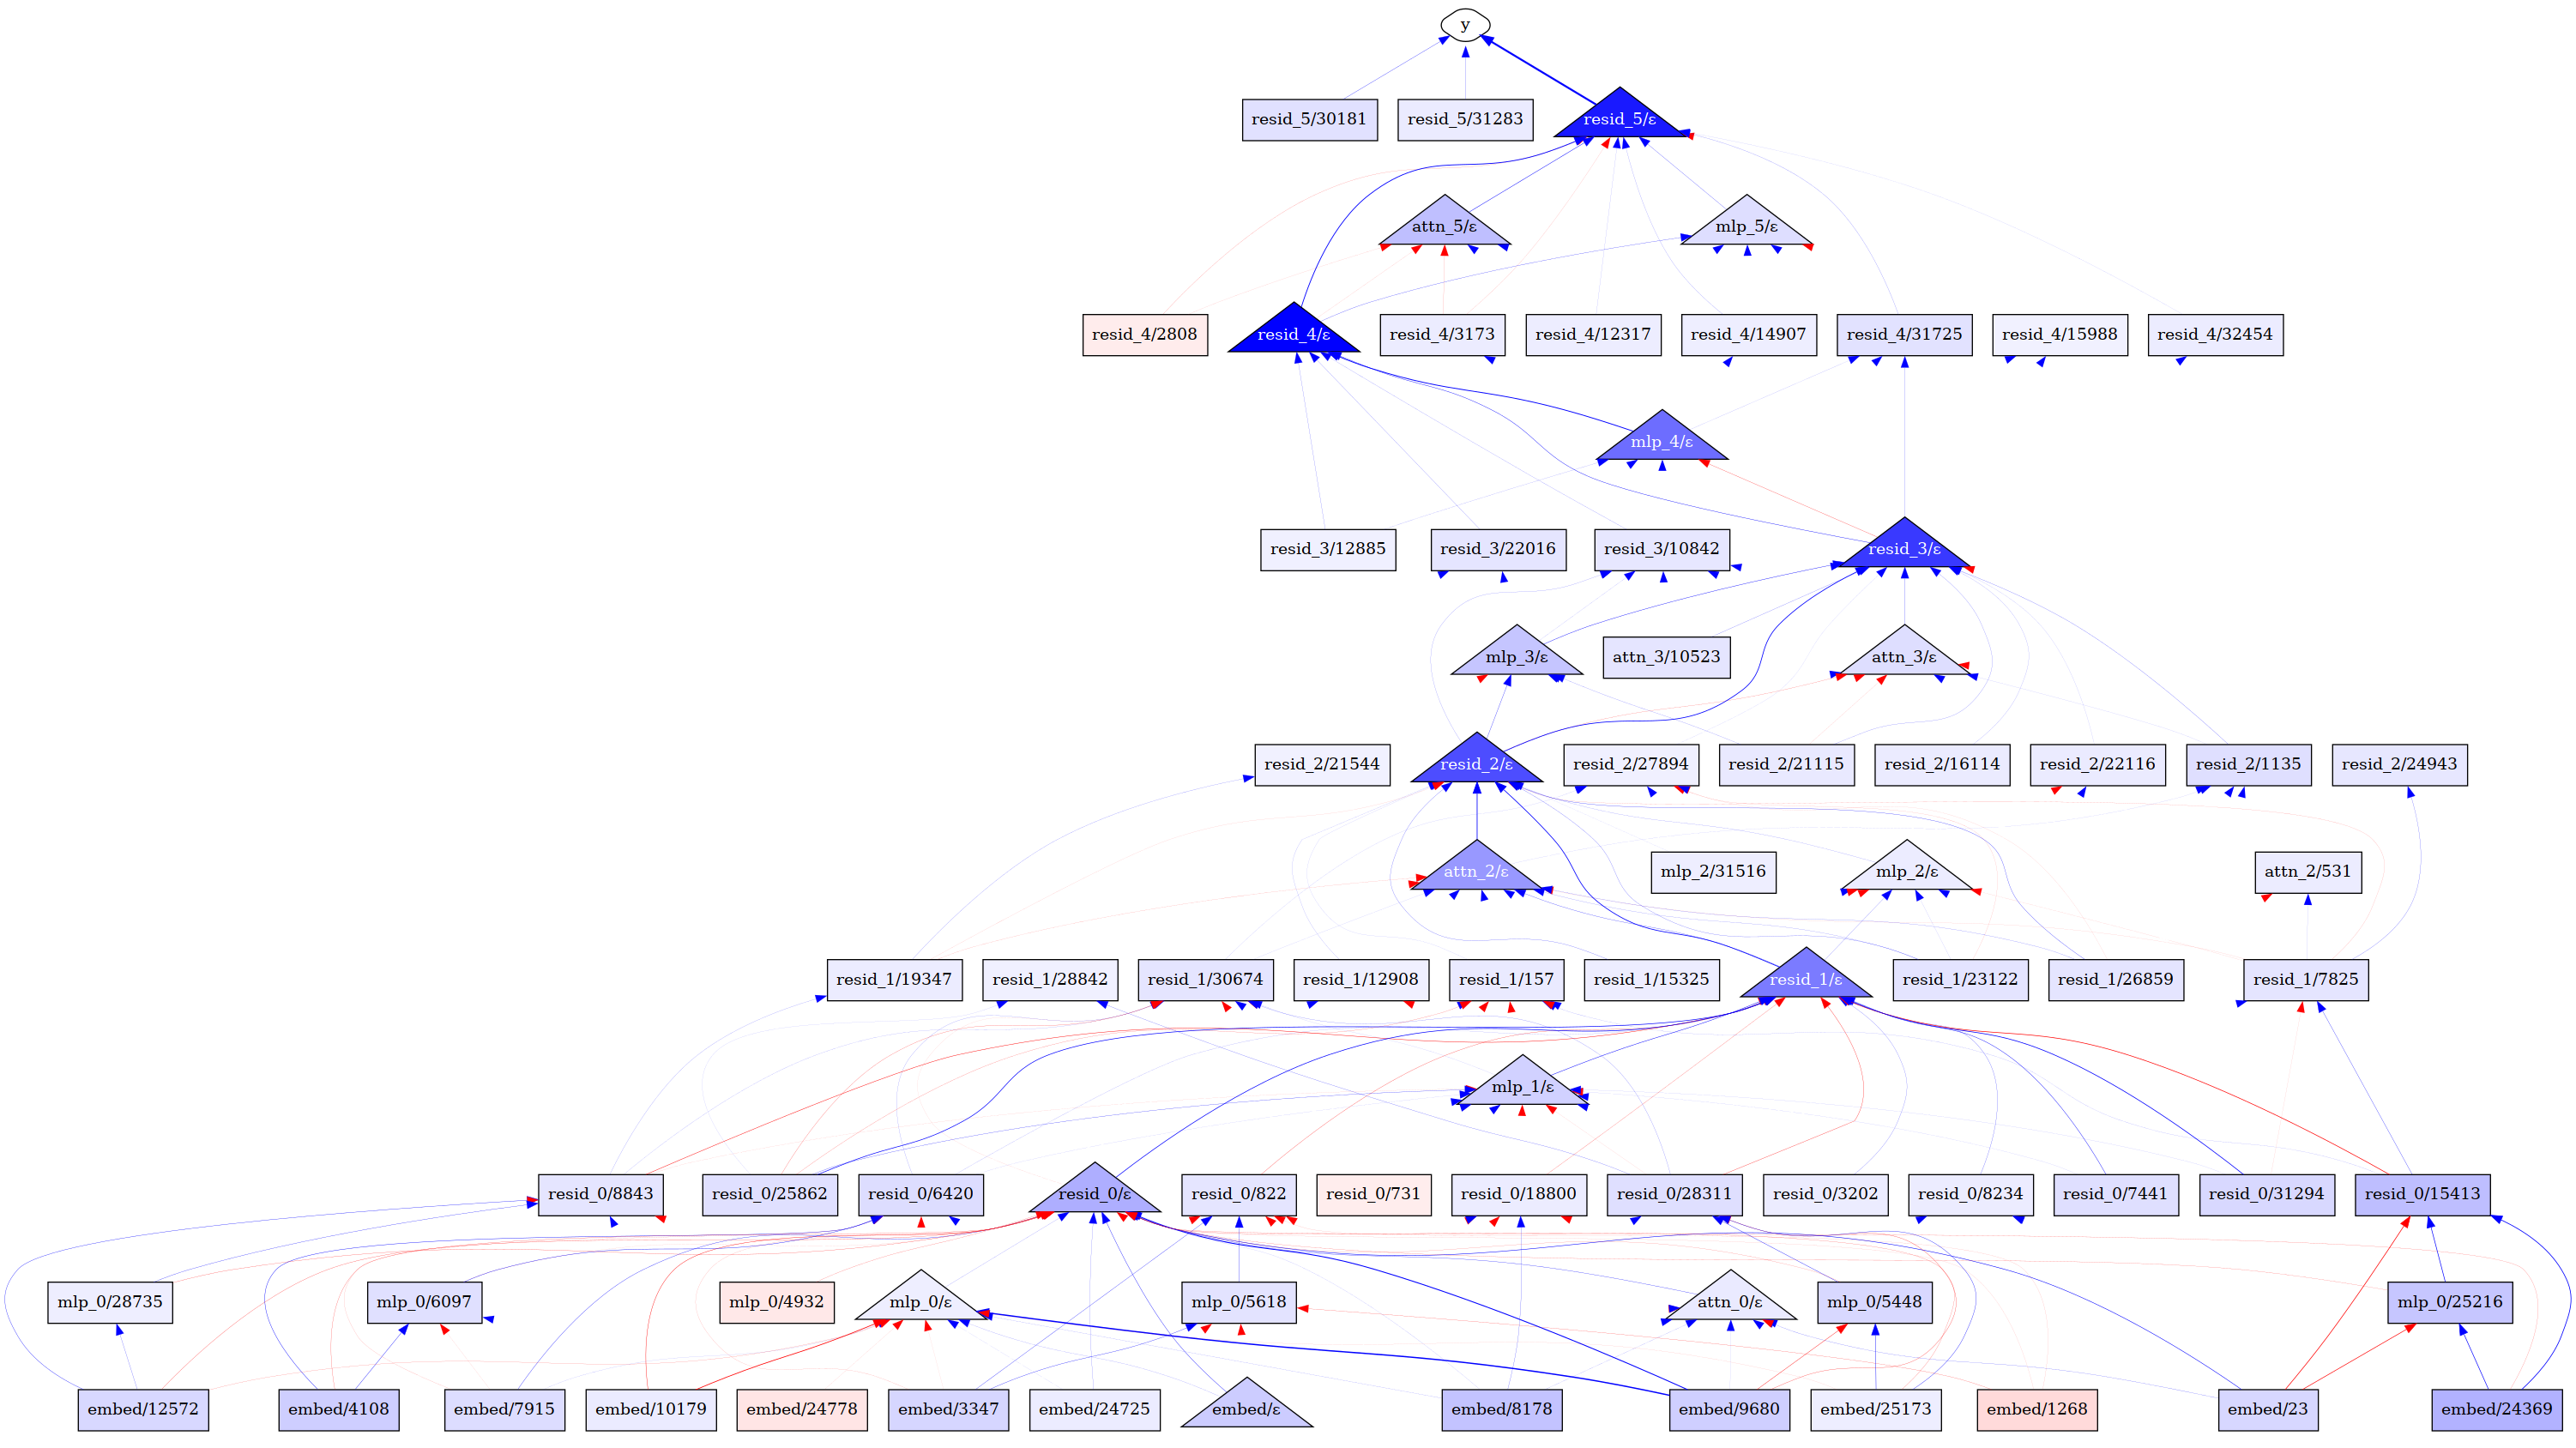 y
resid_5/30181 resid_5/31283 resid_5/ε
attn_5/ε mlp_5/ε
resid_4/2808 resid_4/ε resid_4/3173 resid_4/12317 resid_4/14907 resid_4/31725 resid_4/15988 resid_4/32454
mlp_4/ε
resid_3/12885 resid_3/22016 resid_3/10842 resid_3/ε
mlp_3/ε attn_3/10523 attn_3/ε
resid_2/21544 resid_2/ε resid_2/27894 resid_2/21115 resid_2/16114 resid_2/22116 resid_2/1135 resid_2/24943
attn_2/ε mlp_2/31516 mlp_2/ε attn_2/531
resid_1/19347 resid_1/28842 resid_1/30674 resid_1/12908 resid_1/157 resid_1/15325 resid_1/ε resid_1/23122 resid_1/26859 resid_1/7825
mlp_1/ε
resid_0/8843 resid_0/25862 resid_0/6420 resid_0/ε resid_0/822 resid_0/731 resid_0/18800 resid_0/28311 resid_0/3202 resid_0/8234 resid_0/7441 resid_0/31294 resid_0/15413
mlp_0/28735 mlp_0/6097 mlp_0/4932 mlp_0/ε mlp_0/5618 attn_0/ε mlp_0/5448 mlp_0/25216
embed/12572 embed/4108 embed/7915 embed/10179 embed/24778 embed/3347 embed/24725 embed/ε embed/8178 embed/9680 embed/25173 embed/1268 embed/23 embed/24369